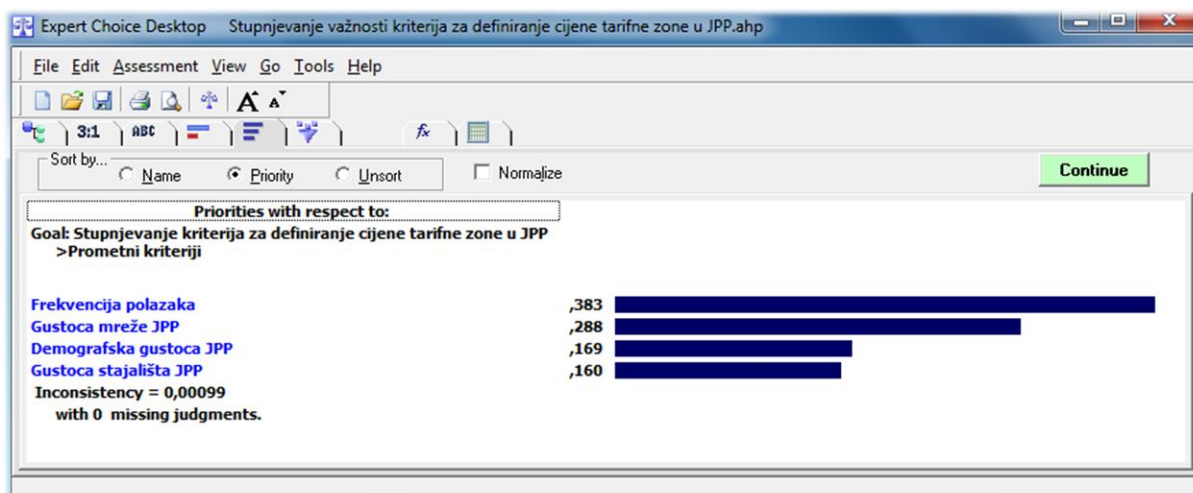 Expert Choice Desktop Stupnjevanje važnosti kriterija za definiranje cijene tarifne zone u JPP.ahp
File Edit Assessment View Go Tools Help
A A
3:1 ABC fx
Sort by... Name Priority Unsort Normalize Continue
Priorities with respect to:
Goal: Stupnjevanje kriterija za definiranje cijene tarifne zone u JPP
>Prometni kriteriji
Frekvencija polazaka ,383
Gustoca mreže JPP ,288
Demografska gustoca JPP ,169
Gustoca stajališta JPP ,160
Inconsistency = 0,00099
with 0 missing judgments.